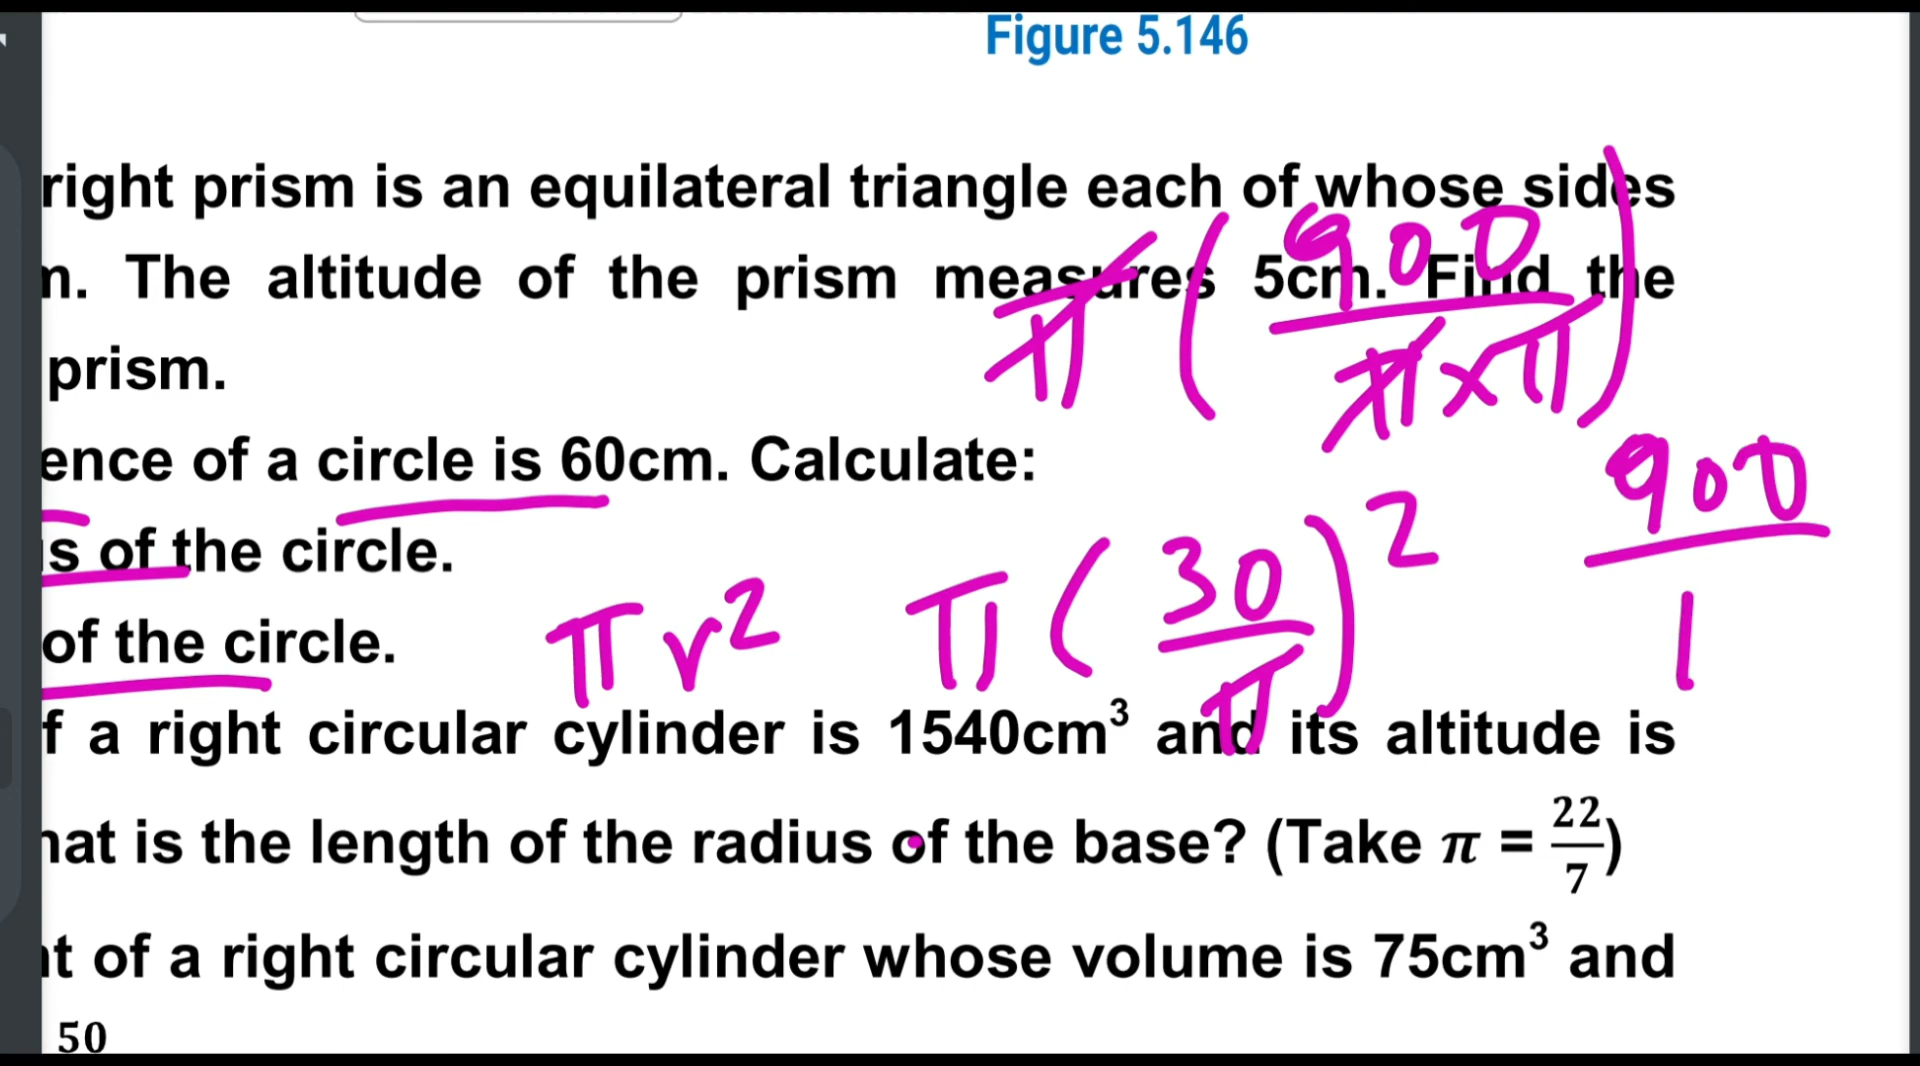 Figure 5.146
right prism is an equilateral triangle each of whose sides
. The altitude of the prism measures 5cm. Find the
prism.
π ( 900 / π x π )
ence of a circle is 60cm. Calculate:
s of the circle.
of the circle.
π r² π ( 30 / π )² 900 / 1
f a right circular cylinder is 1540cm³ and its altitude is
hat is the length of the radius of the base? (Take π = 22/7)
t of a right circular cylinder whose volume is 75cm³ and
50